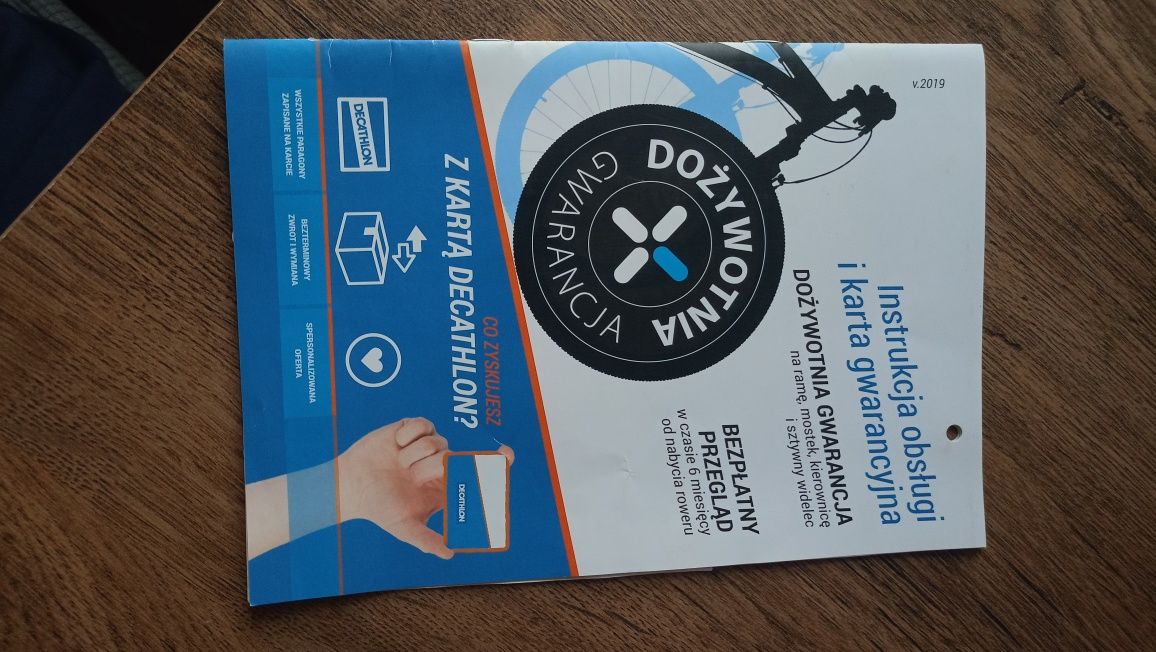 v.2019
Instrukcja obsługi
i karta gwarancyjna
DOŻYWOTNIA GWARANCJA
na ramę, mostek, kierownicę
i sztywny widelec
DOŻYWOTNIA
GWARANCJA
BEZPŁATNY
PRZEGLĄD
w czasie 6 miesięcy
od nabycia roweru
CO ZYSKUJESZ
Z KARTĄ DECATHLON?
DECATHLON
DECATHLON
WSZYSTKIE PARAGONY
ZAPISANE NA KARCIE
BEZTERMINOWY
ZWROT I WYMIANA
SPERSONALIZOWANA
OFERTA